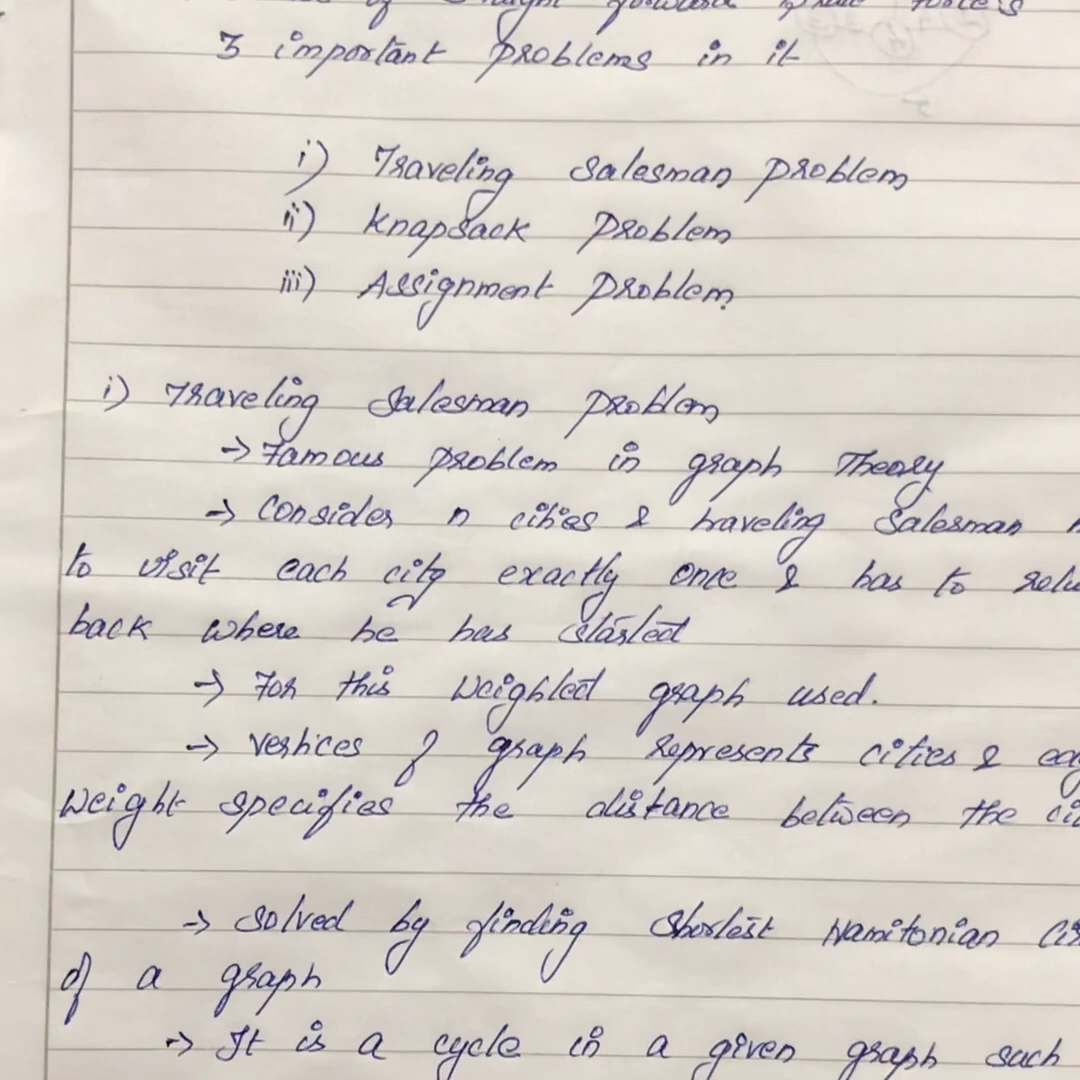 3 important problems in it
i) Traveling Salesman Problem
ii) Knapsack Problem
iii) Assignment Problem
i) Traveling Salesman Problem
→ Famous problem in graph Theory
→ Consider n cities & traveling Salesman
to visit each city exactly once & has to
back where he has started
→ For this Weighted graph used.
→ Vertices of graph represents cities &
weight specifies the distance between the
→ Solved by finding Shortest Hamitonian
of a graph
→ It is a cycle in a given graph such